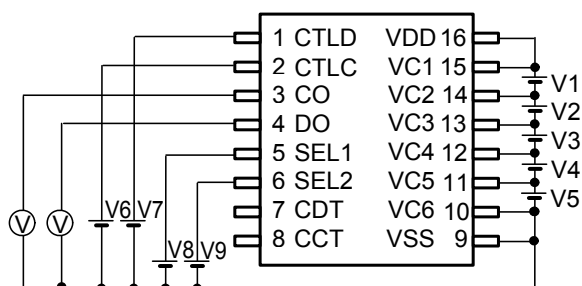 1 CTLD VDD 16
2 CTLC VC1 15
3 CO VC2 14
4 DO VC3 13
5 SEL1 VC4 12
6 SEL2 VC5 11
7 CDT VC6 10
8 CCT VSS 9
V1
V2
V3
V4
V5
V V V6 V7
V8 V9